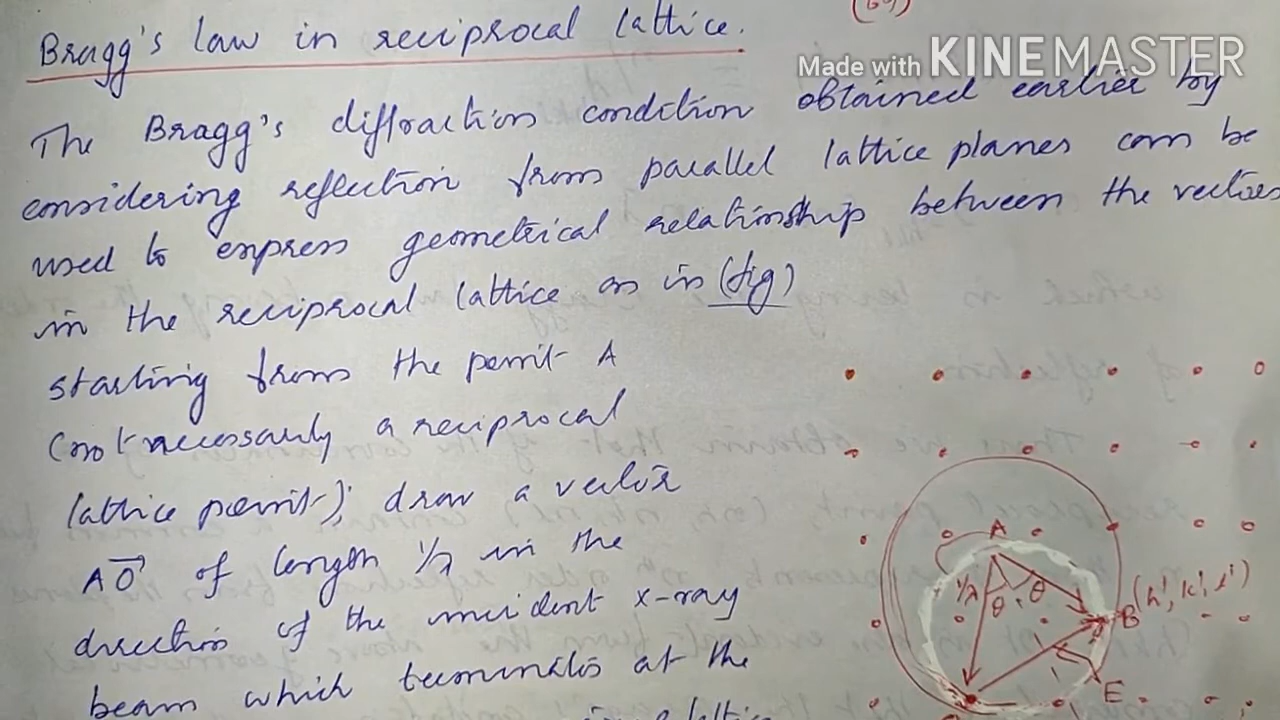 (64)
Made with KINEMASTER
Bragg's law in reciprocal lattice.
The Bragg's diffraction condition obtained earlier by
considering reflection from parallel lattice planes can be
used to express geometrical relationship between the vectors
in the reciprocal lattice as in (fig)
starting from the point A
(not necessarily a reciprocal
lattice point); draw a vector
AO of length 1/λ in the
direction of the incident x-ray
beam which terminates at the
A
1/λ θ θ
B (h', k', l')
E